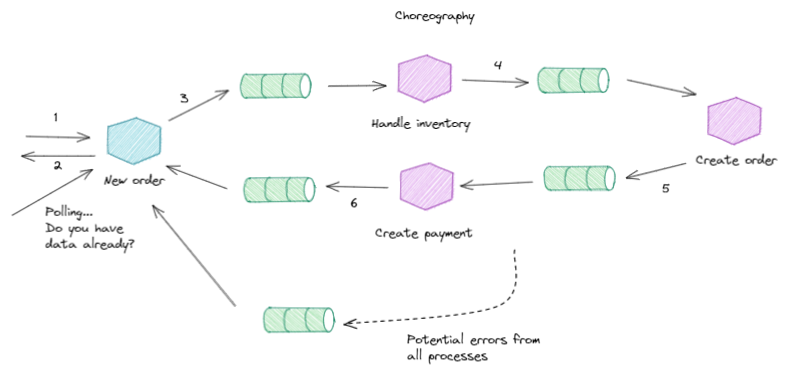 Choreography
1
2
3
4
Handle inventory
New order
Create order
5
6
Polling...
Do you have
data already?
Create payment
Potential errors from
all processes